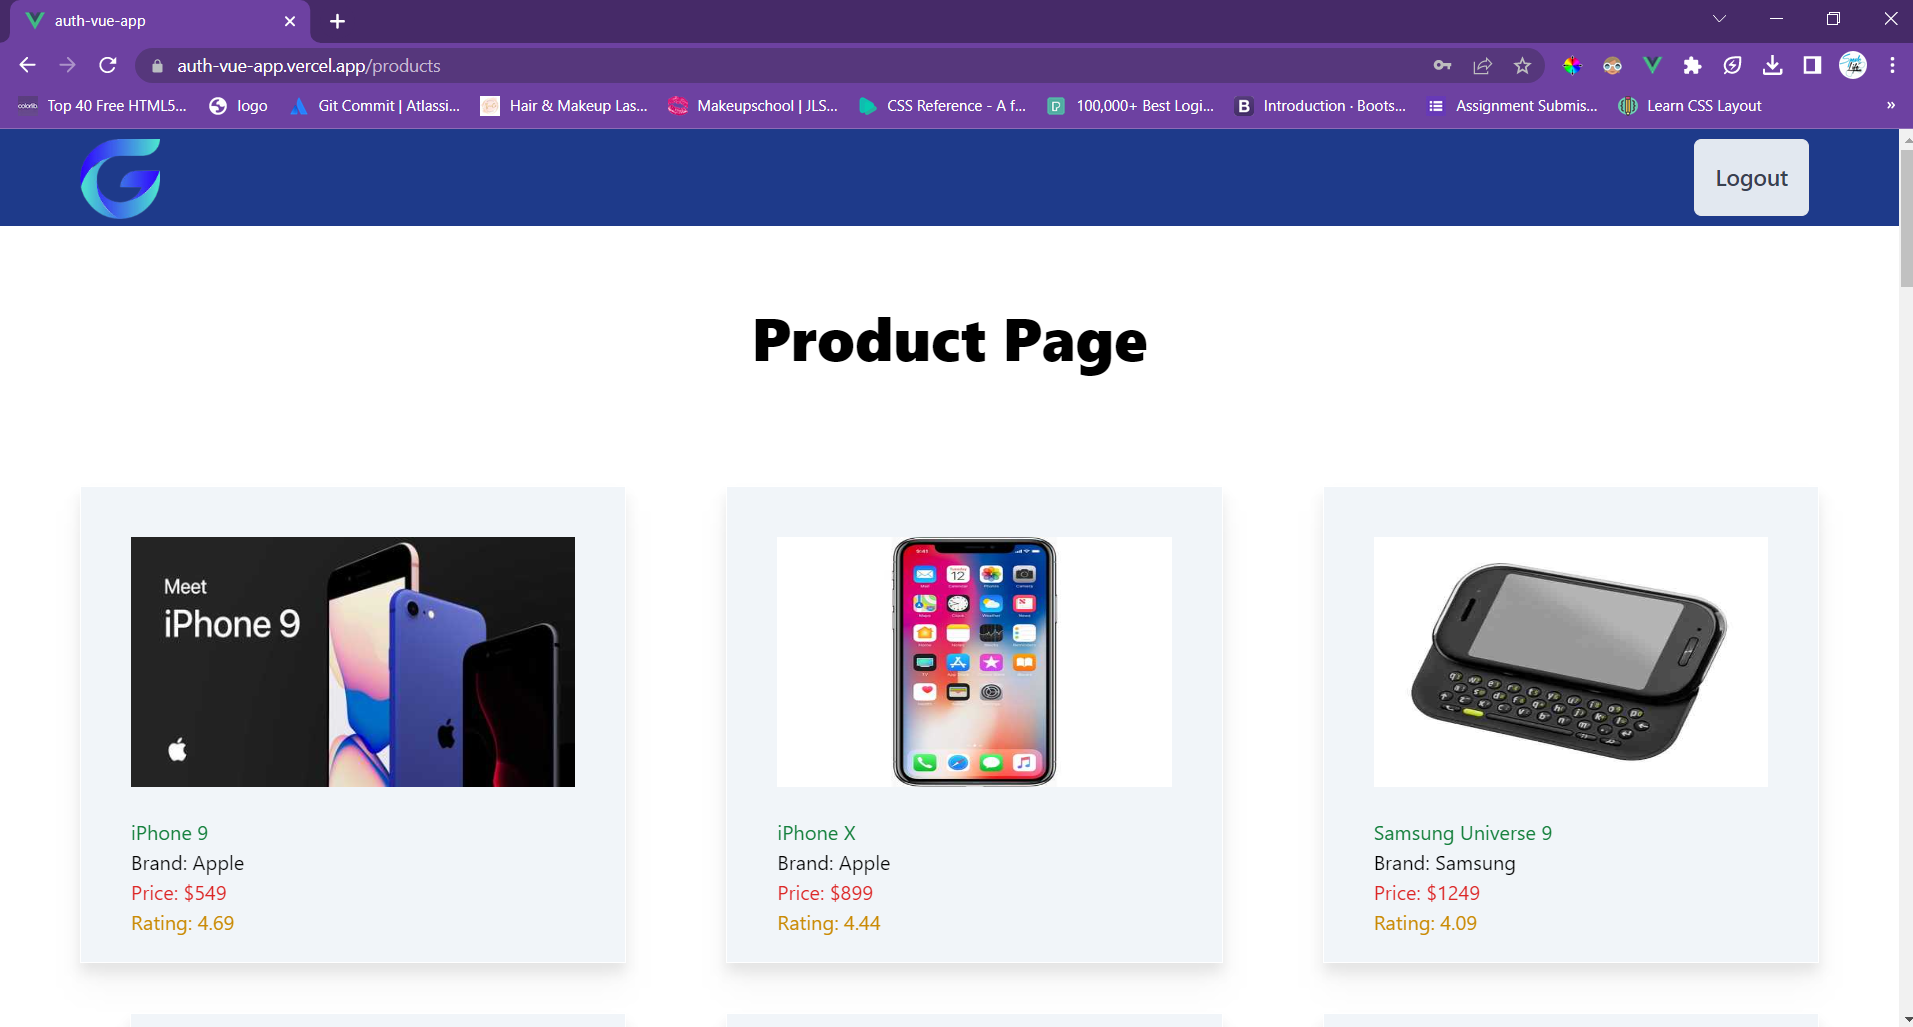 auth-vue-app
auth-vue-app.vercel.app/products
Top 40 Free HTML5...
logo
Git Commit | Atlassi...
Hair & Makeup Las...
Makeupschool | JLS...
CSS Reference - A f...
100,000+ Best Logi...
Introduction · Boots...
Assignment Submis...
Learn CSS Layout
»
Logout
Product Page
Meet
iPhone 9
iPhone 9
Brand: Apple
Price: $549
Rating: 4.69
iPhone X
Brand: Apple
Price: $899
Rating: 4.44
Samsung Universe 9
Brand: Samsung
Price: $1249
Rating: 4.09